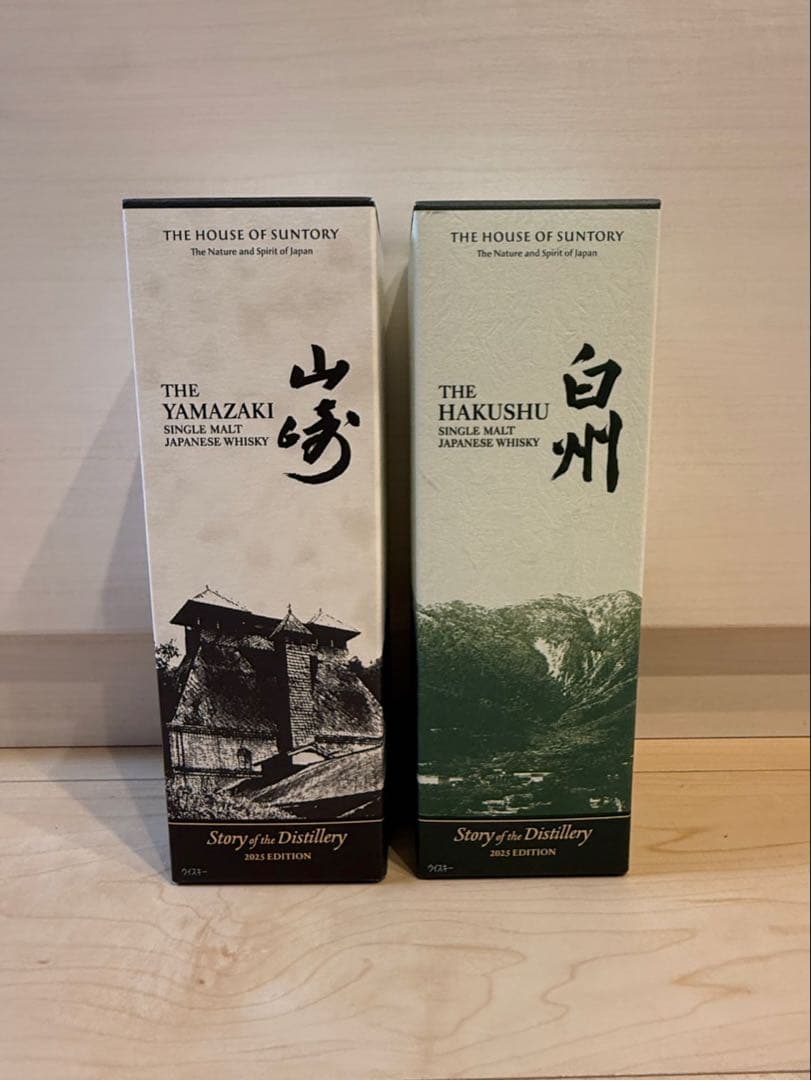 THE HOUSE OF SUNTORY
The Nature and Spirit of Japan
THE
YAMAZAKI
SINGLE MALT
JAPANESE WHISKY
山崎
Story of the Distillery
2025 EDITION
ウイスキー
THE HOUSE OF SUNTORY
The Nature and Spirit of Japan
THE
HAKUSHU
SINGLE MALT
JAPANESE WHISKY
白州
Story of the Distillery
2025 EDITION
ウイスキー